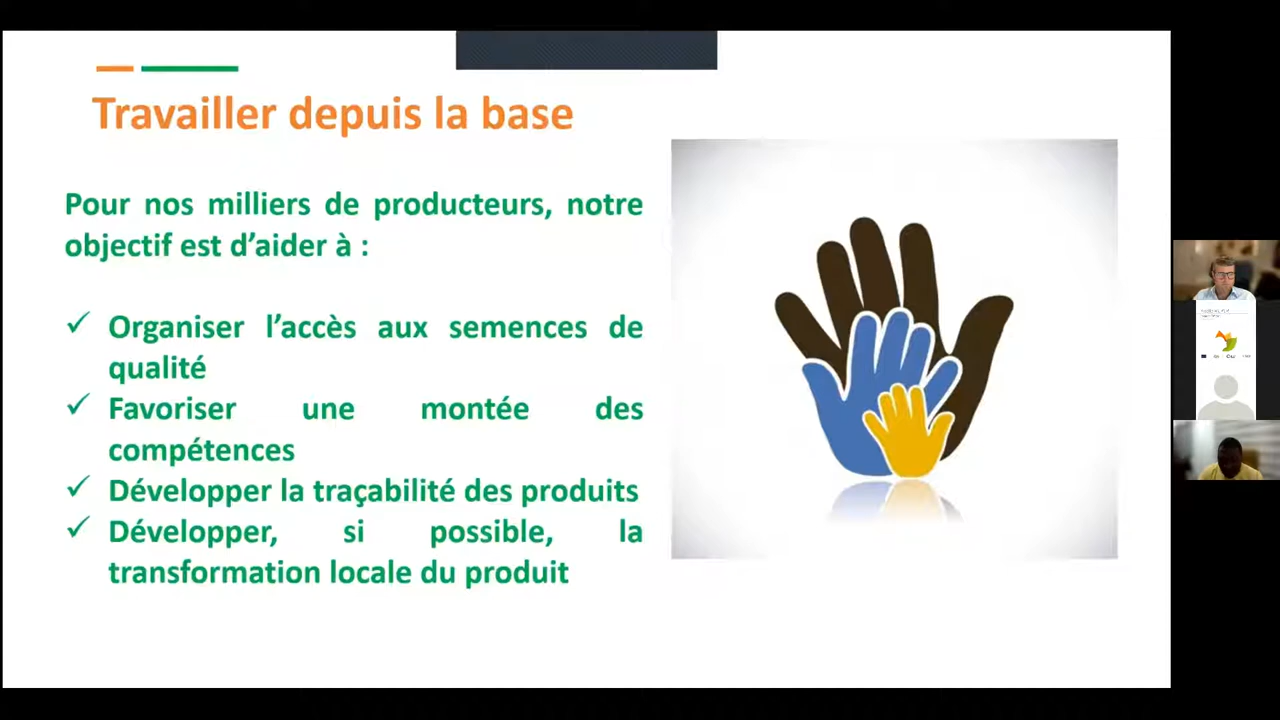 Travailler depuis la base
Pour nos milliers de producteurs, notre
objectif est d’aider à :
✓ Organiser l’accès aux semences de
qualité
✓ Favoriser une montée des
compétences
✓ Développer la traçabilité des produits
✓ Développer, si possible, la
transformation locale du produit